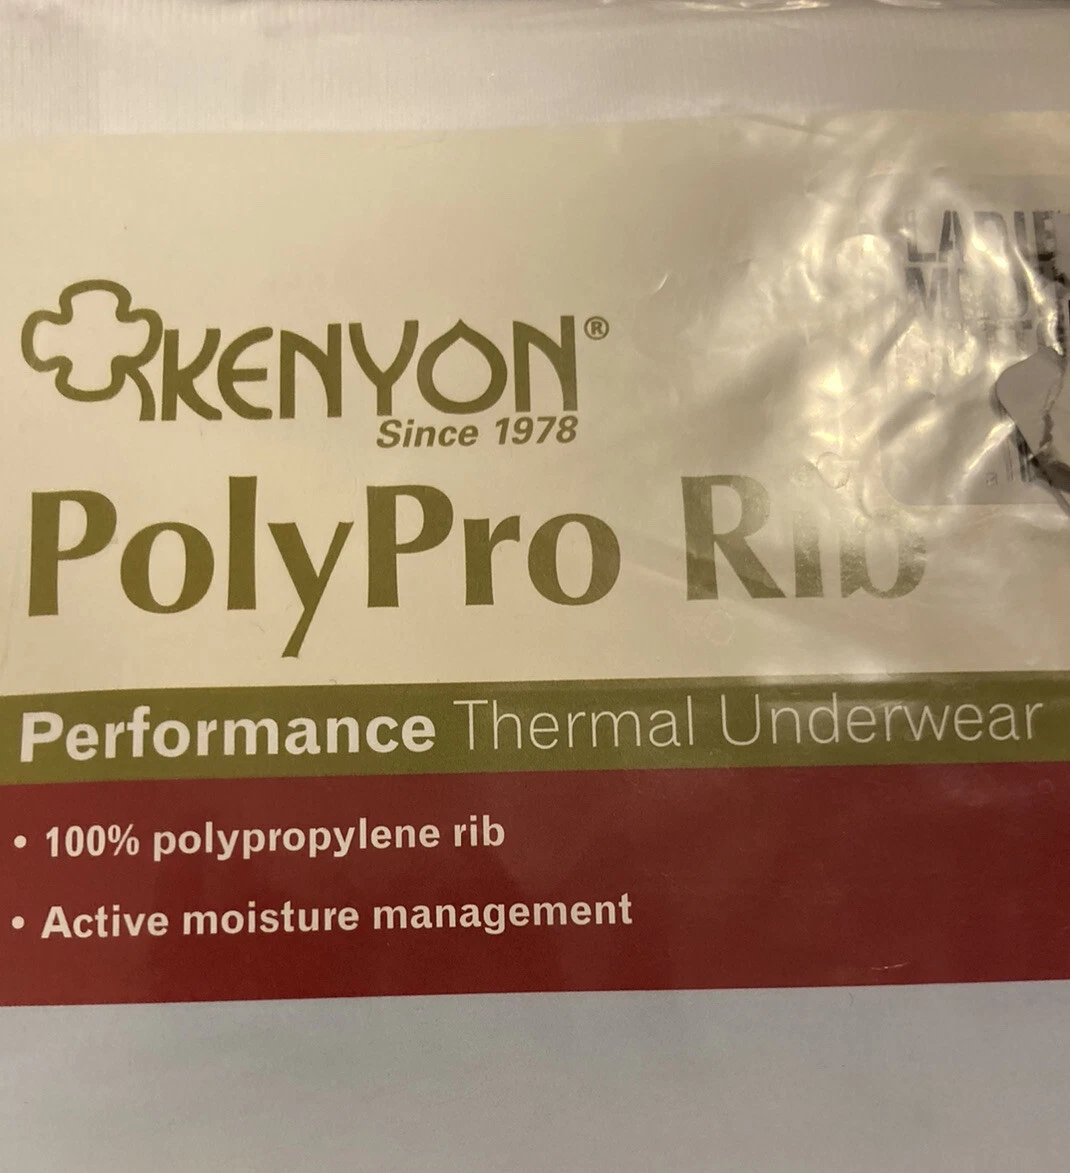 KENYON®
Since 1978
PolyPro Rib
Performance Thermal Underwear
• 100% polypropylene rib
• Active moisture management